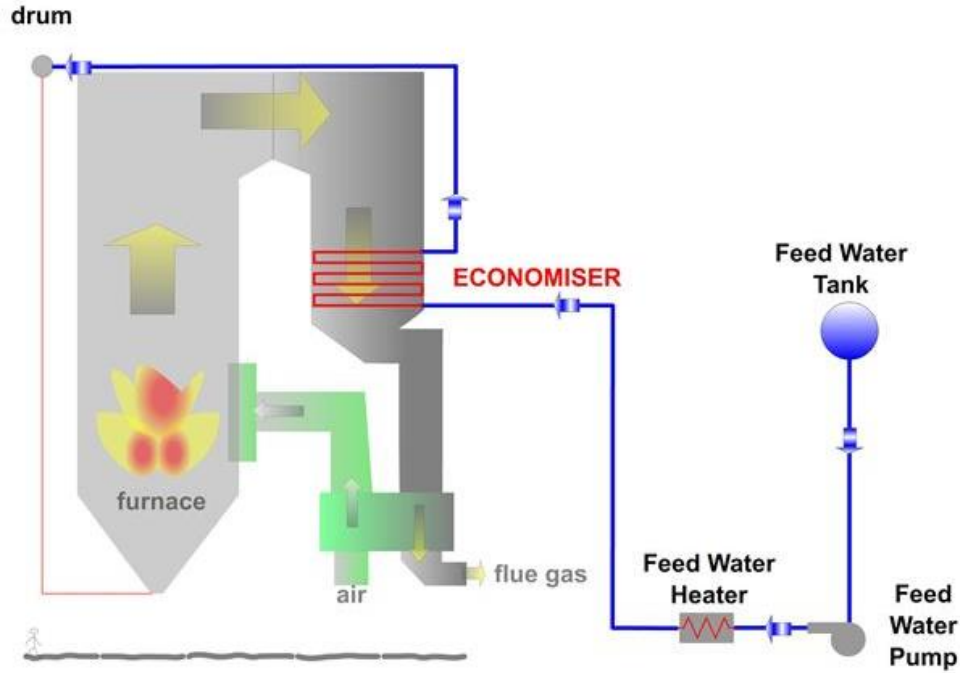 drum
Feed Water
Tank
ECONOMISER
furnace
Feed Water
Heater
flue gas
air
Feed
Water
Pump